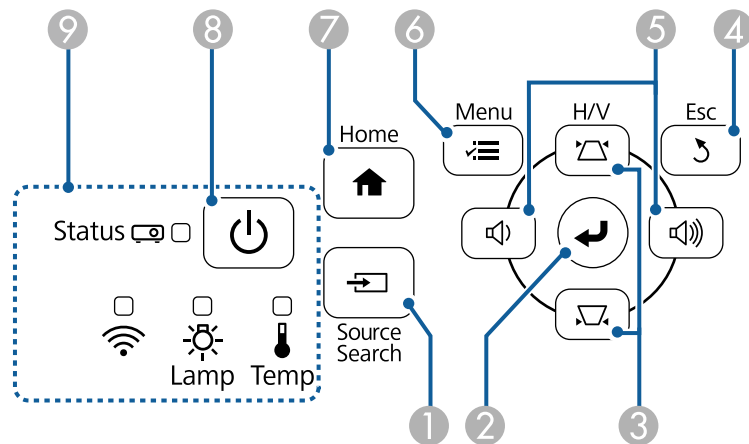 9 8 7 6 5 4
Menu H/V Esc
Home
Status
Source
Search
Lamp Temp
1 2 3